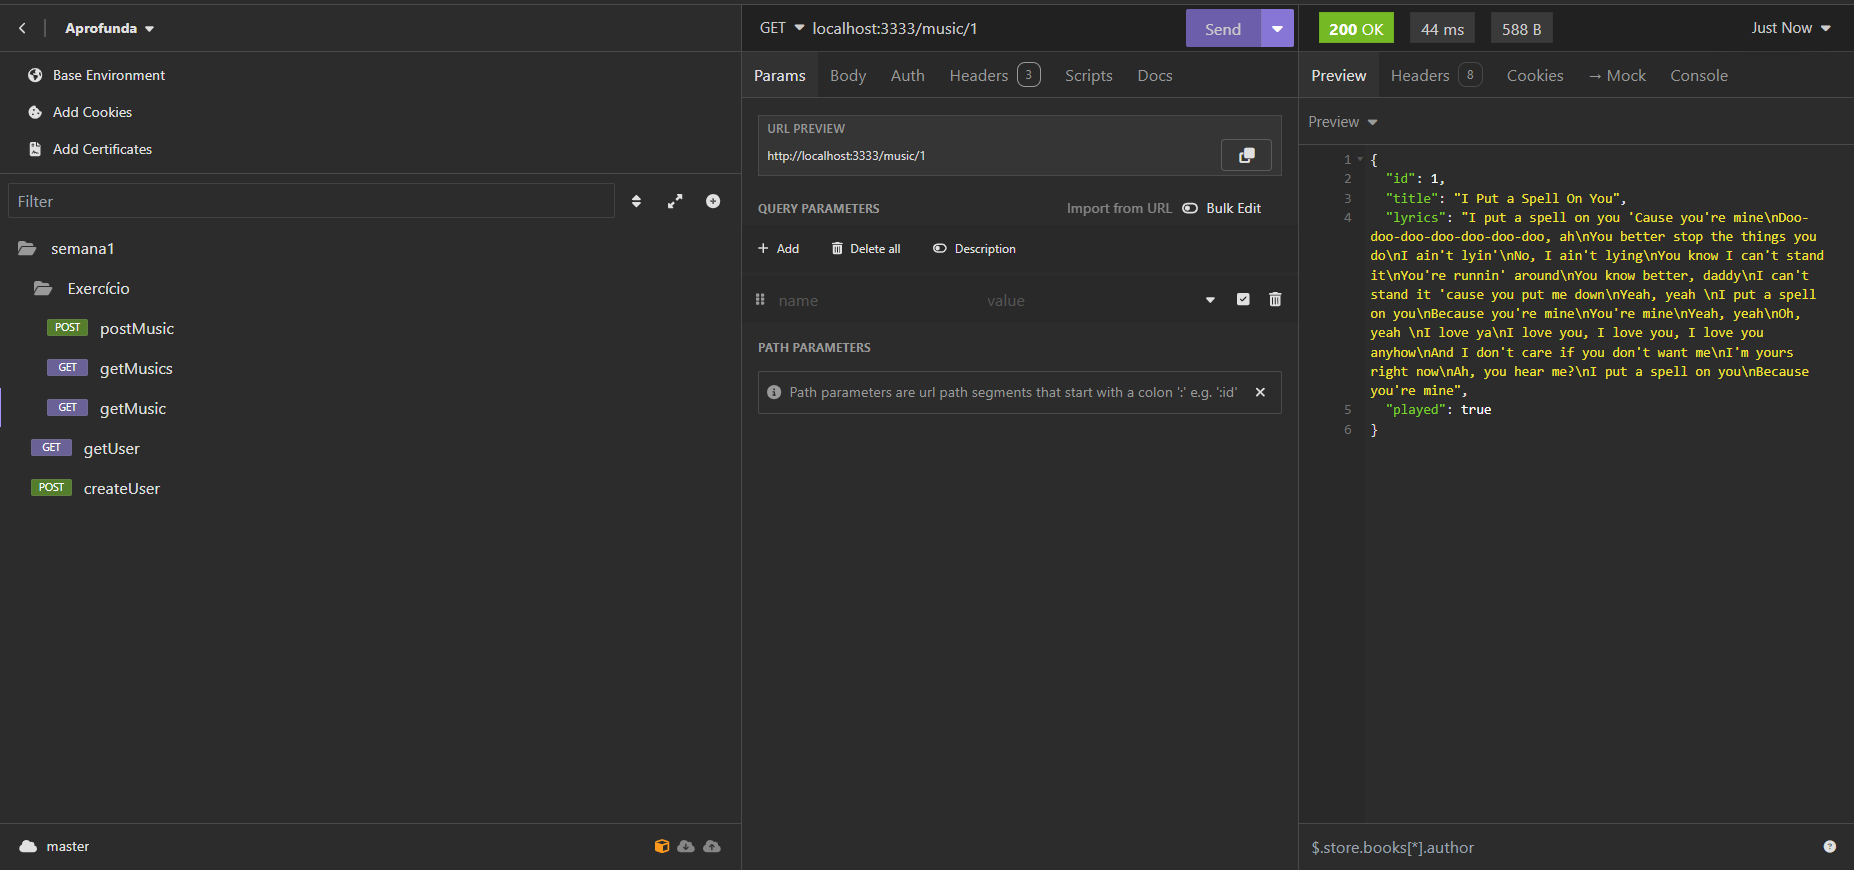 Aprofunda
Base Environment
Add Cookies
Add Certificates
Filter
semana1
Exercício
POST postMusic
GET getMusics
GET getMusic
GET getUser
POST createUser
master
GET localhost:3333/music/1
Send
Params Body Auth Headers 3 Scripts Docs
URL PREVIEW
http://localhost:3333/music/1
QUERY PARAMETERS Import from URL Bulk Edit
+ Add Delete all Description
name value
PATH PARAMETERS
Path parameters are url path segments that start with a colon ':' e.g. ':id'
200 OK 44 ms 588 B Just Now
Preview Headers 8 Cookies → Mock Console
Preview
1 {
2 "id": 1,
3 "title": "I Put a Spell On You",
4 "lyrics": "I put a spell on you 'Cause you're mine\nDoo-
doo-doo-doo-doo-doo-doo, ah\nYou better stop the things you
do\nI ain't lyin'\nNo, I ain't lying\nYou know I can't stand
it\nYou're runnin' around\nYou know better, daddy\nI can't
stand it 'cause you put me down\nYeah, yeah \nI put a spell
on you\nBecause you're mine\nYou're mine\nYeah, yeah\nOh,
yeah \nI love ya\nI love you, I love you, I love you
anyhow\nAnd I don't care if you don't want me\nI'm yours
right now\nAh, you hear me?\nI put a spell on you\nBecause
you're mine",
5 "played": true
6 }
$.store.books[*].author